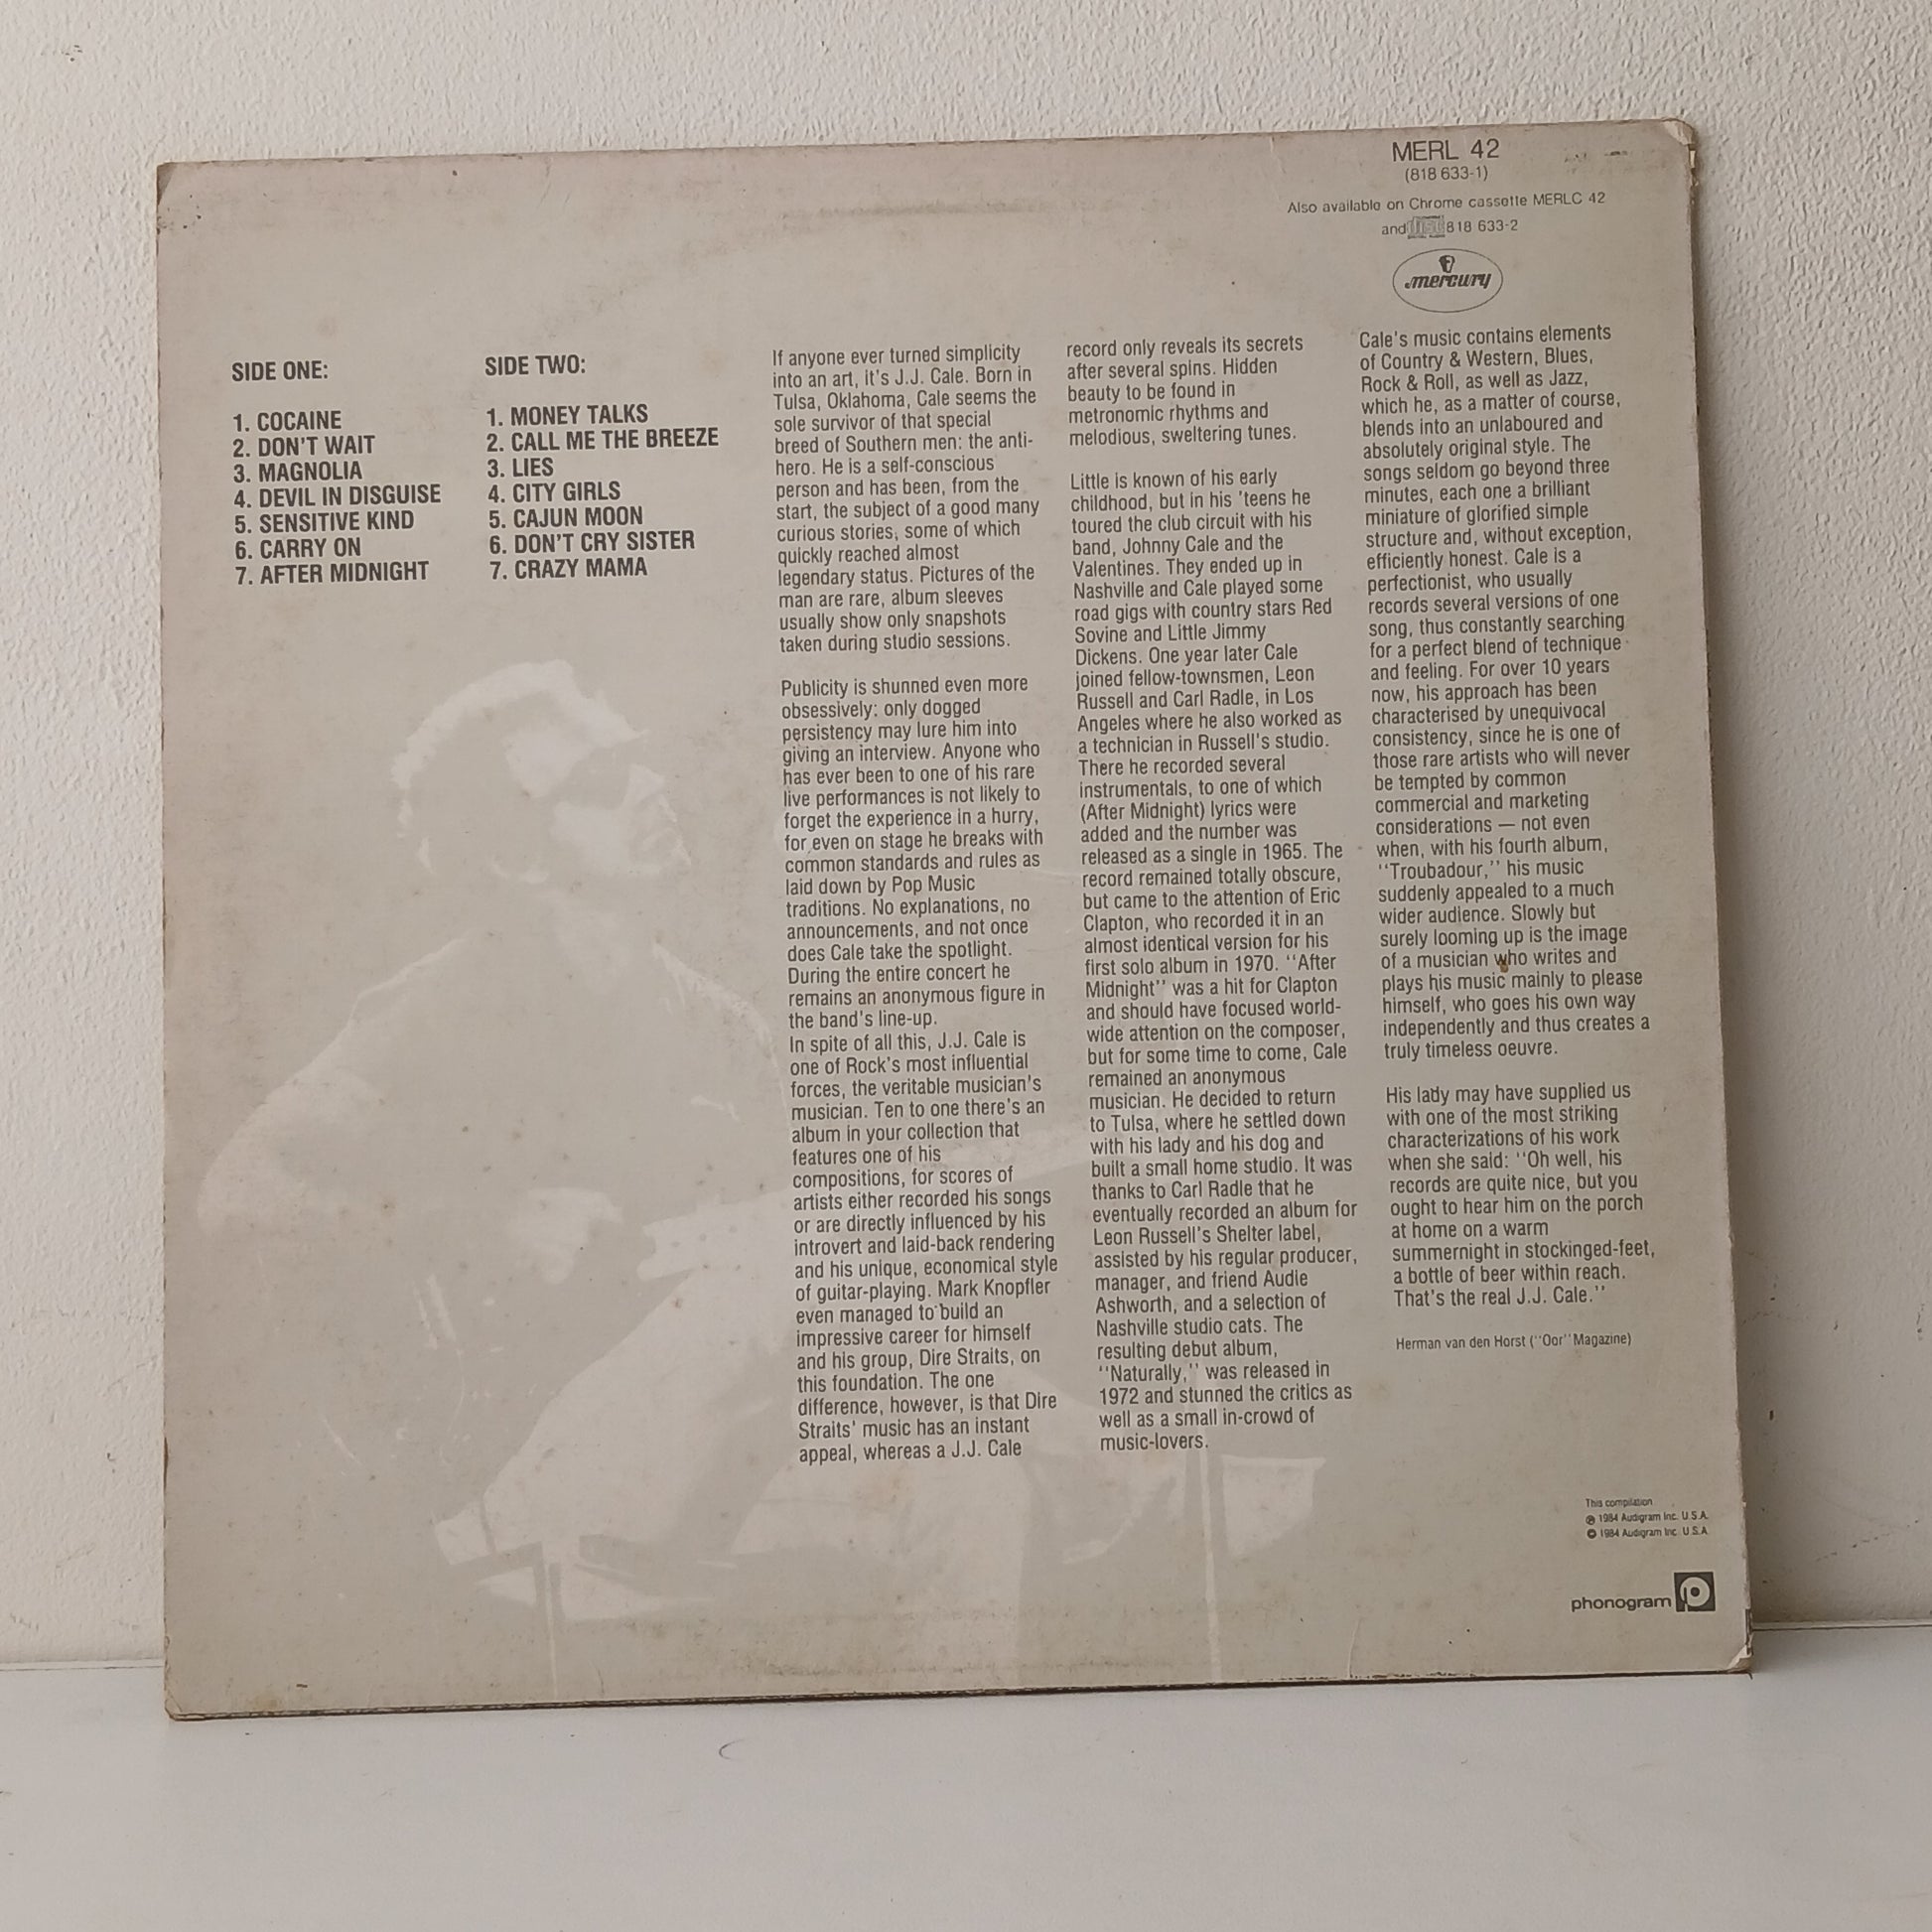 MERL 42
(818 633-1)
Also available on Chrome cassette MERLC 42
and disc 818 633-2
mercury
SIDE ONE:
1. COCAINE
2. DON'T WAIT
3. MAGNOLIA
4. DEVIL IN DISGUISE
5. SENSITIVE KIND
6. CARRY ON
7. AFTER MIDNIGHT
SIDE TWO:
1. MONEY TALKS
2. CALL ME THE BREEZE
3. LIES
4. CITY GIRLS
5. CAJUN MOON
6. DON'T CRY SISTER
7. CRAZY MAMA
If anyone ever turned simplicity
into an art, it's J.J. Cale. Born in
Tulsa, Oklahoma, Cale seems the
sole survivor of that special
breed of Southern men: the anti-
hero. He is a self-conscious
person and has been, from the
start, the subject of a good many
curious stories, some of which
quickly reached almost
legendary status. Pictures of the
man are rare, album sleeves
usually show only snapshots
taken during studio sessions.
Publicity is shunned even more
obsessively: only dogged
persistency may lure him into
giving an interview. Anyone who
has ever been to one of his rare
live performances is not likely to
forget the experience in a hurry,
for even on stage he breaks with
common standards and rules as
laid down by Pop Music
traditions. No explanations, no
announcements, and not once
does Cale take the spotlight.
During the entire concert he
remains an anonymous figure in
the band's line-up.
In spite of all this, J.J. Cale is
one of Rock's most influential
forces, the veritable musician's
musician. Ten to one there's an
album in your collection that
features one of his
compositions, for scores of
artists either recorded his songs
or are directly influenced by his
introvert and laid-back rendering
and his unique, economical style
of guitar-playing. Mark Knopfler
even managed to build an
impressive career for himself
and his group, Dire Straits, on
this foundation. The one
difference, however, is that Dire
Straits' music has an instant
appeal, whereas a J.J. Cale
record only reveals its secrets
after several spins. Hidden
beauty to be found in
metronomic rhythms and
melodious, sweltering tunes.
Little is known of his early
childhood, but in his 'teens he
toured the club circuit with his
band, Johnny Cale and the
Valentines. They ended up in
Nashville and Cale played some
road gigs with country stars Red
Sovine and Little Jimmy
Dickens. One year later Cale
joined fellow-townsmen, Leon
Russell and Carl Radle, in Los
Angeles where he also worked as
a technician in Russell's studio.
There he recorded several
instrumentals, to one of which
(After Midnight) lyrics were
added and the number was
released as a single in 1965. The
record remained totally obscure,
but came to the attention of Eric
Clapton, who recorded it in an
almost identical version for his
first solo album in 1970. "After
Midnight" was a hit for Clapton
and should have focused world-
wide attention on the composer,
but for some time to come, Cale
remained an anonymous
musician. He decided to return
to Tulsa, where he settled down
with his lady and his dog and
built a small home studio. It was
thanks to Carl Radle that he
eventually recorded an album for
Leon Russell's Shelter label,
assisted by his regular producer,
manager, and friend Audie
Ashworth, and a selection of
Nashville studio cats. The
resulting debut album,
"Naturally," was released in
1972 and stunned the critics as
well as a small in-crowd of
music-lovers.
Cale's music contains elements
of Country & Western, Blues,
Rock & Roll, as well as Jazz,
which he, as a matter of course,
blends into an unlaboured and
absolutely original style. The
songs seldom go beyond three
minutes, each one a brilliant
miniature of glorified simple
structure and, without exception,
efficiently honest. Cale is a
perfectionist, who usually
records several versions of one
song, thus constantly searching
for a perfect blend of technique
and feeling. For over 10 years
now, his approach has been
characterised by unequivocal
consistency, since he is one of
those rare artists who will never
be tempted by common
commercial and marketing
considerations — not even
when, with his fourth album,
"Troubadour," his music
suddenly appealed to a much
wider audience. Slowly but
surely looming up is the image
of a musician who writes and
plays his music mainly to please
himself, who goes his own way
independently and thus creates a
truly timeless oeuvre.
His lady may have supplied us
with one of the most striking
characterizations of his work
when she said: "Oh well, his
records are quite nice, but you
ought to hear him on the porch
at home on a warm
summernight in stockinged-feet,
a bottle of beer within reach.
That's the real J.J. Cale."
Herman van den Horst ("Oor" Magazine)
This compilation
℗ 1984 Audigram Inc. U.S.A.
© 1984 Audigram Inc. U.S.A.
phonogram